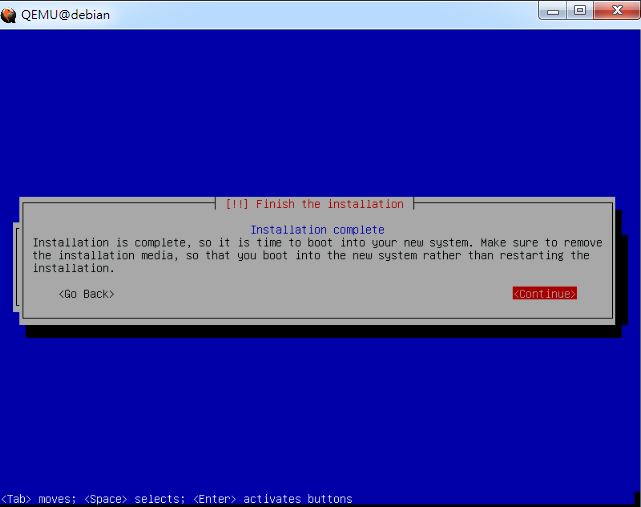 QEMU@debian
[!!] Finish the installation
Installation complete
Installation is complete, so it is time to boot into your new system. Make sure to remove
the installation media, so that you boot into the new system rather than restarting the
installation.
<Go Back> <Continue>
<Tab> moves; <Space> selects; <Enter> activates buttons